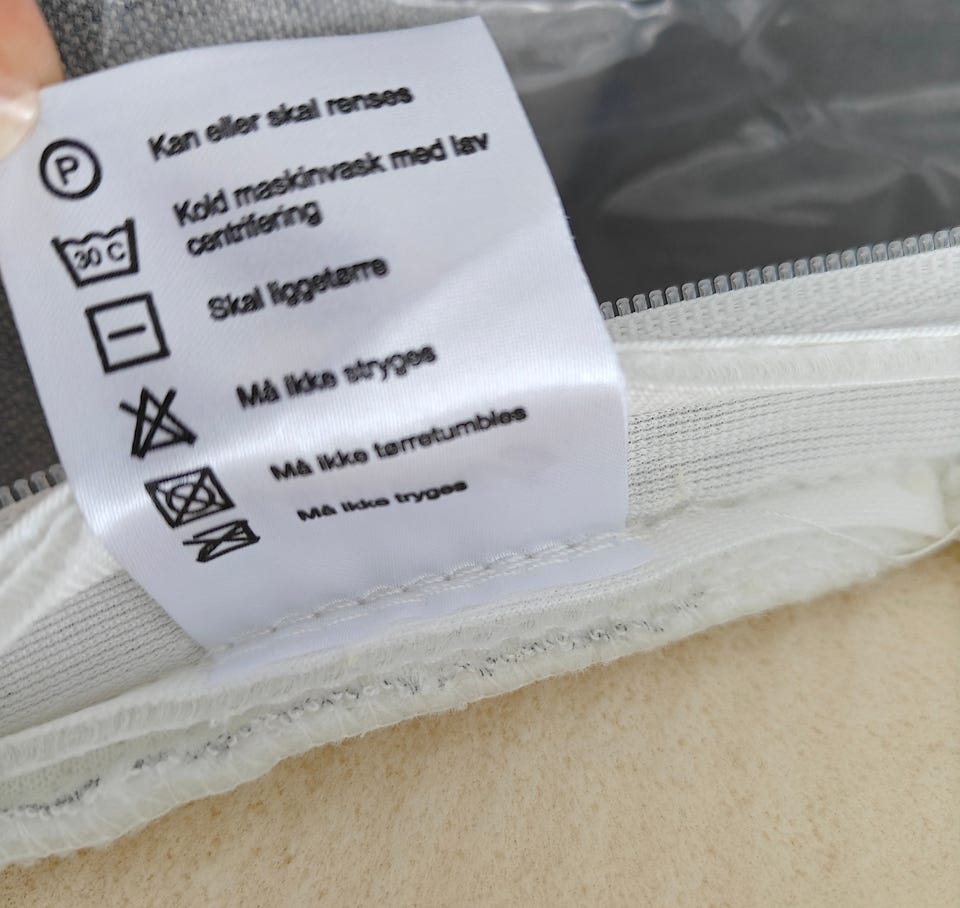 P Kan eller skal renses
Kold maskinvask med lav
30 C centrifering
Skal liggetørre
Må ikke stryges
Må ikke tørretumbles
Må ikke tryges